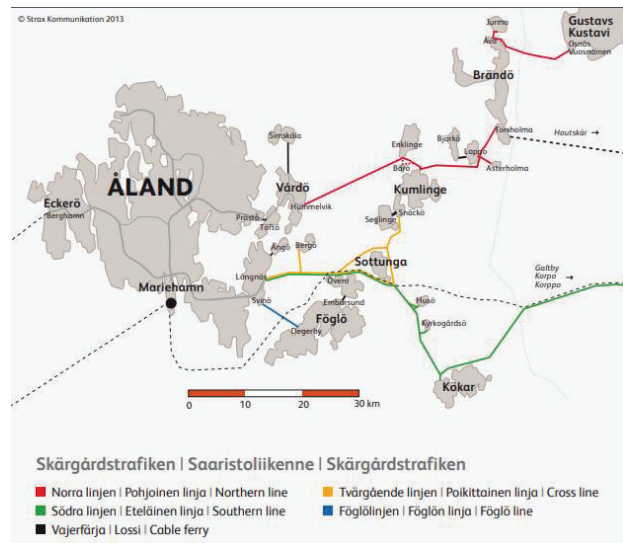 © Strax Kommunikation 2013
Jurmo
Åva
Gustavs
Kustavi
Osnäs
Vuosnainen
Brändö
Torsholma
Houtskär →
Simskäla
Enklinge
Björkö
Lappo
Asterholma
Bärö
ÅLAND
Vårdö
Hummelvik
Kumlinge
Eckerö
Berghamn
Prästö
Töftö
Seglinge
Snäckö
Ångö
Bergö
Sottunga
Långnäs
Överö
Galtby
Korpo
Korppo
→
Mariehamn
Svinö
Embarsund
Husö
Föglö
Degerby
Kyrkogårdsö
Kökar
0 10 20 30 km
Skärgårdstrafiken | Saaristoliikenne | Skärgårdstrafiken
Norra linjen | Pohjoinen linja | Northern line
Tvärgående linjen | Poikittainen linja | Cross line
Södra linjen | Eteläinen linja | Southern line
Föglölinjen | Föglön linja | Föglö line
Vajerfärja | Lossi | Cable ferry